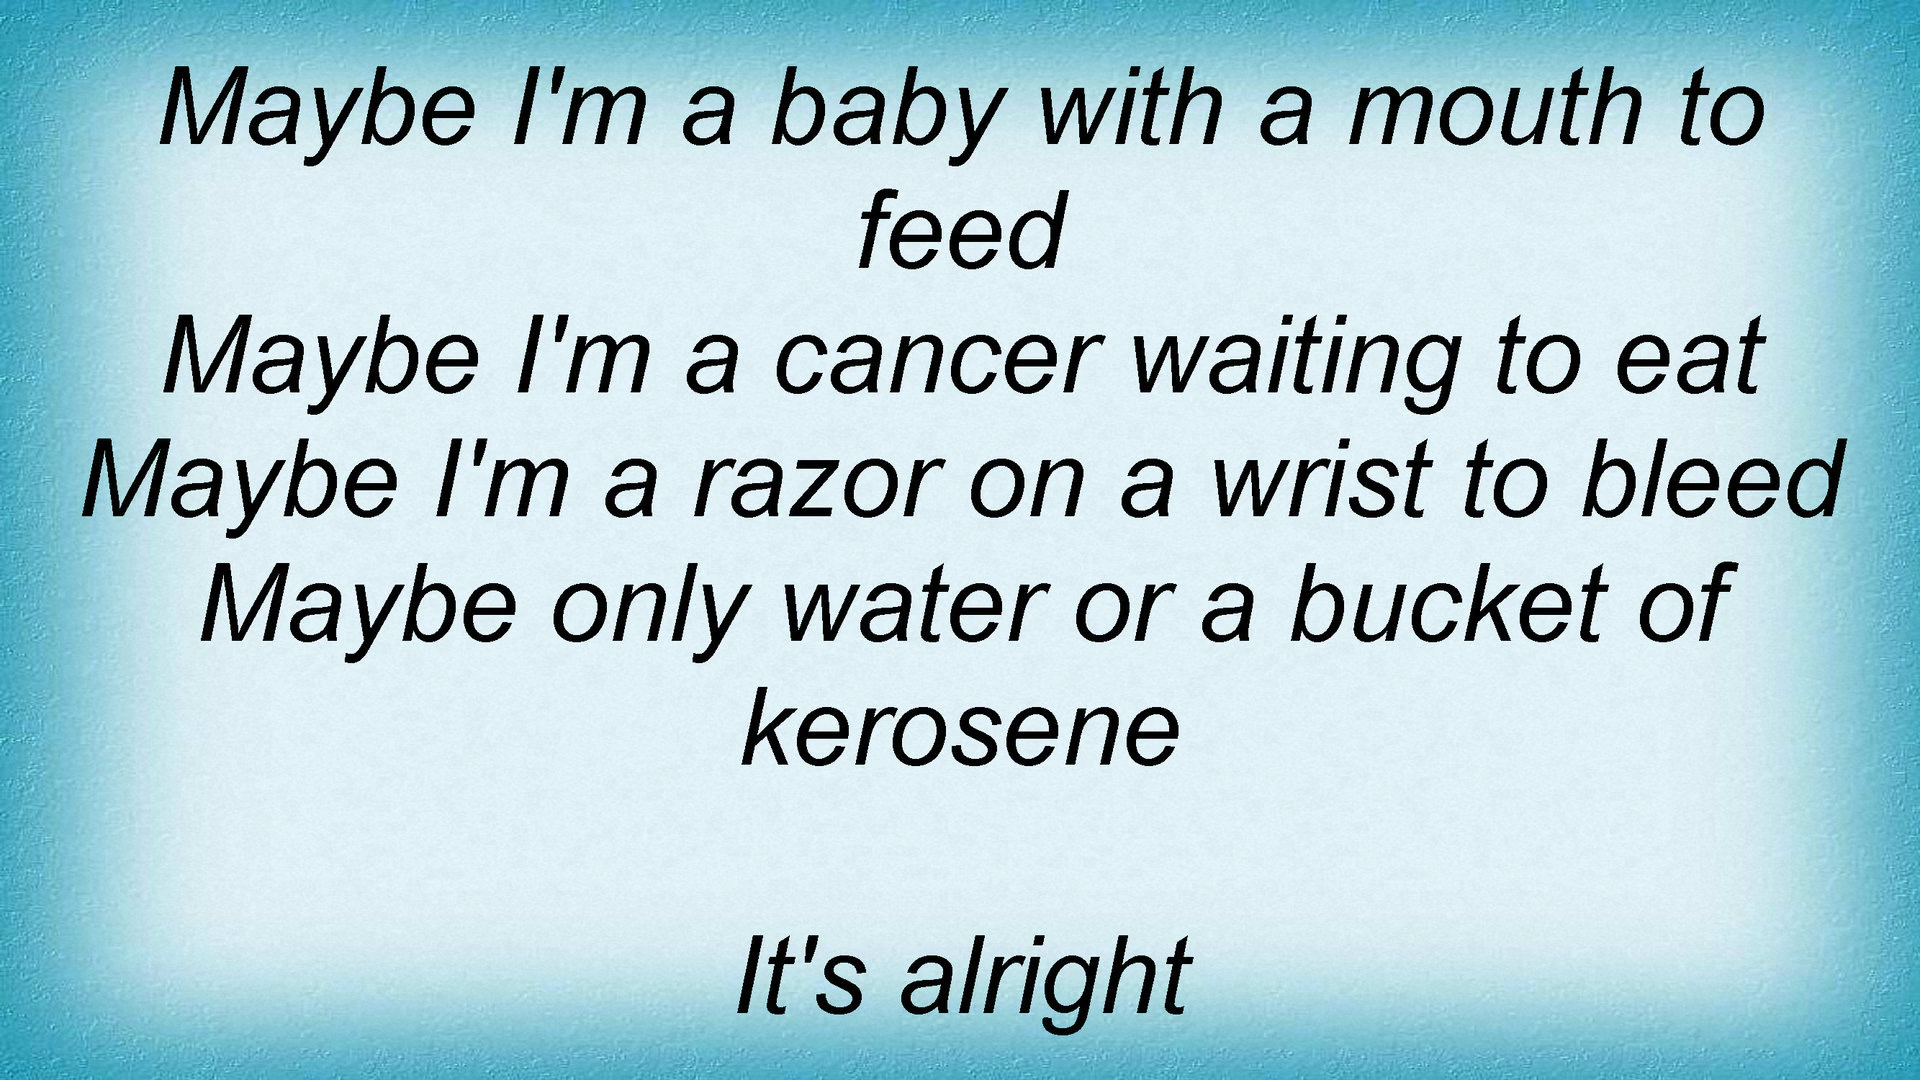 Maybe I'm a baby with a mouth to
feed
Maybe I'm a cancer waiting to eat
Maybe I'm a razor on a wrist to bleed
Maybe only water or a bucket of
kerosene

It's alright